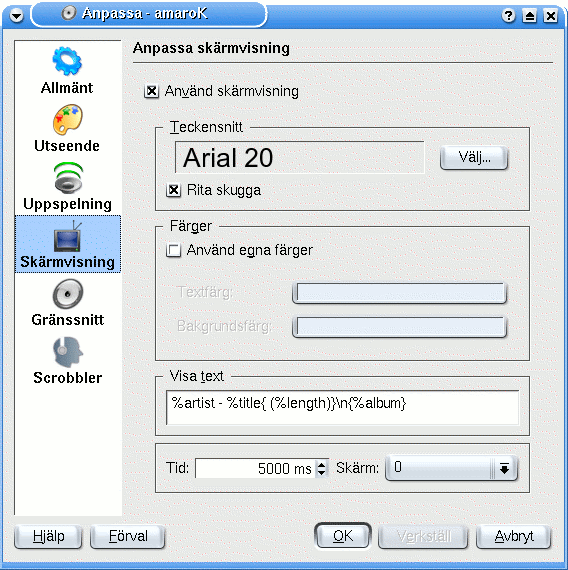 Anpassa - amaroK
Allmänt
Utseende
Uppspelning
Skärmvisning
Gränssnitt
Scrobbler
Anpassa skärmvisning
Använd skärmvisning
Teckensnitt
Arial 20
Välj...
Rita skugga
Färger
Använd egna färger
Textfärg:
Bakgrundsfärg:
Visa text
%artist - %title{ (%length)}\n{%album}
Tid: 5000 ms Skärm: 0
Hjälp Förval OK Verkställ Avbryt